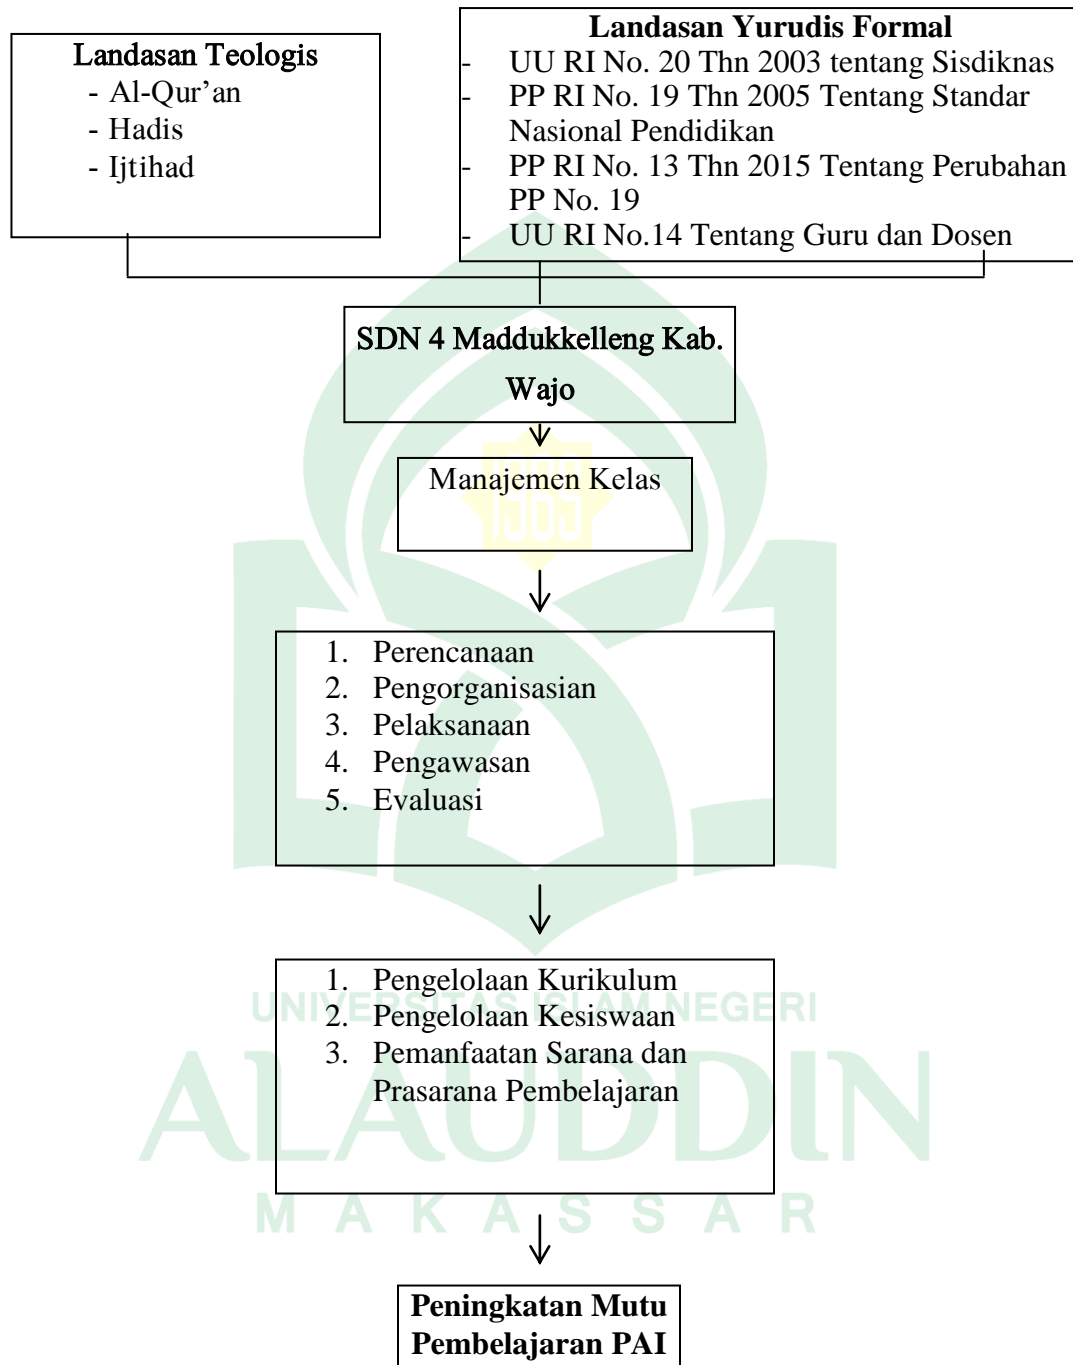 Landasan Teologis
- Al-Qur’an
- Hadis
- Ijtihad
Landasan Yurudis Formal
- UU RI No. 20 Thn 2003 tentang Sisdiknas
- PP RI No. 19 Thn 2005 Tentang Standar
Nasional Pendidikan
- PP RI No. 13 Thn 2015 Tentang Perubahan
PP No. 19
- UU RI No.14 Tentang Guru dan Dosen
SDN 4 Maddukkelleng Kab.
Wajo
Manajemen Kelas
1965
1. Perencanaan
2. Pengorganisasian
3. Pelaksanaan
4. Pengawasan
5. Evaluasi
1. Pengelolaan Kurikulum
2. Pengelolaan Kesiswaan
3. Pemanfaatan Sarana dan
Prasarana Pembelajaran
UNIVERSITAS ISLAM NEGERI
ALAUDDIN
MAKASSAR
Peningkatan Mutu
Pembelajaran PAI